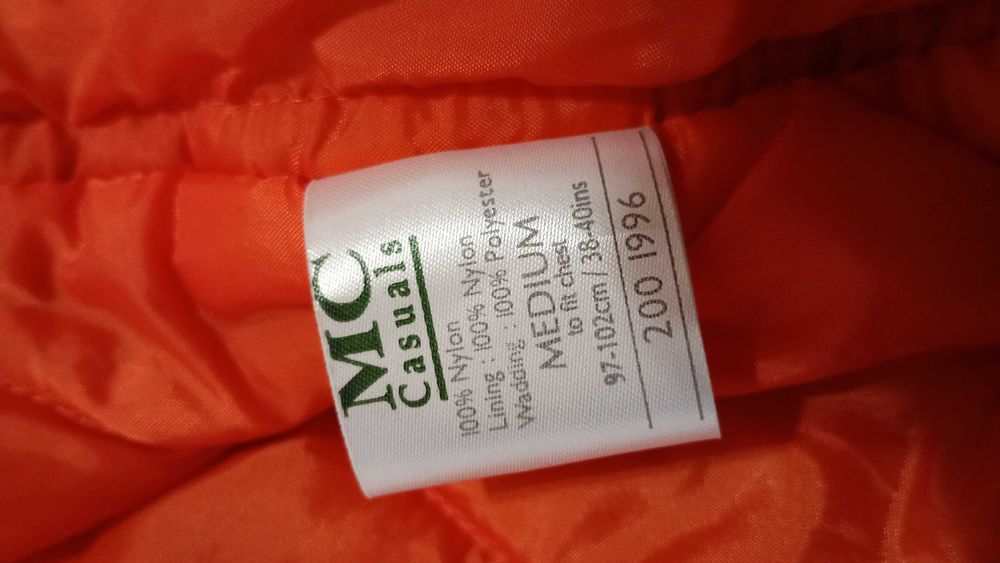 MC
Casuals
100% Nylon
Lining : 100% Nylon
Wadding : 100% Polyester
MEDIUM
to fit chest
97-102cm / 38-40ins
200 1996